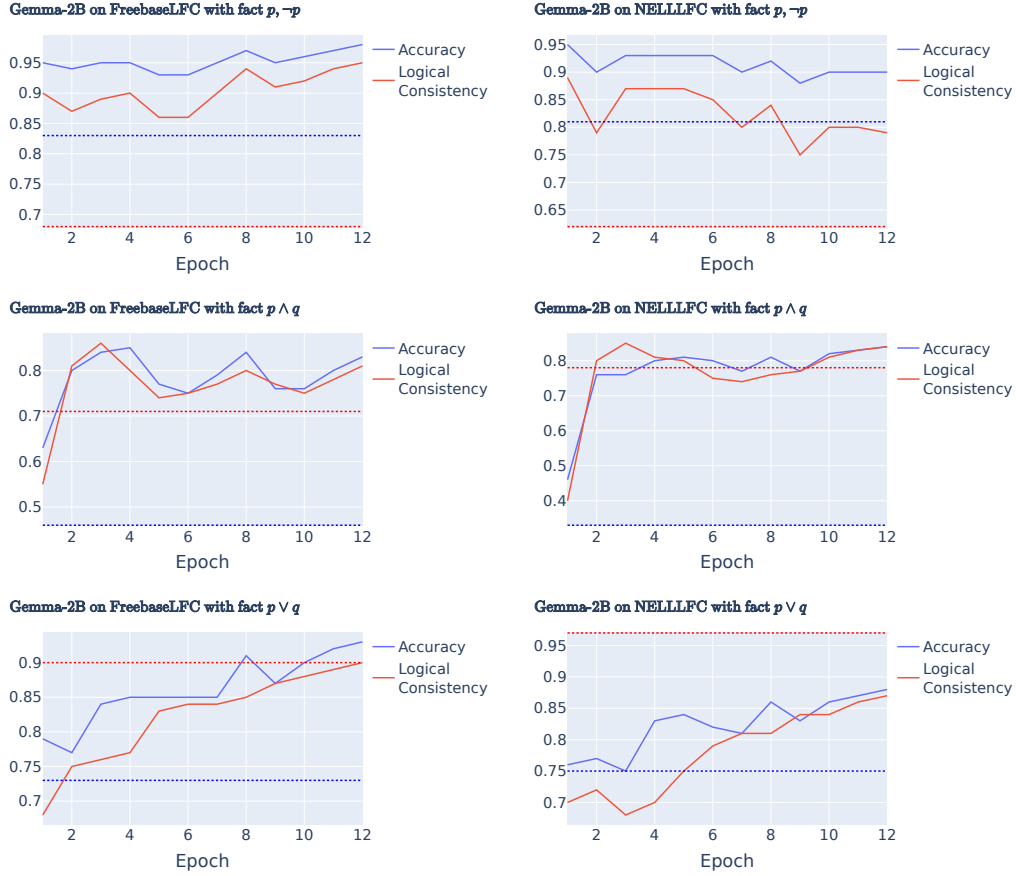 Gemma-2B on FreebaseLFC with fact p, ¬p
0.95
0.9
0.85
0.8
0.75
0.7
2 4 6 8 10 12
Epoch
Accuracy
Logical
Consistency
Gemma-2B on NELLLFC with fact p, ¬p
0.95
0.9
0.85
0.8
0.75
0.7
0.65
2 4 6 8 10 12
Epoch
Accuracy
Logical
Consistency
Gemma-2B on FreebaseLFC with fact p ∧ q
0.8
0.7
0.6
0.5
2 4 6 8 10 12
Epoch
Accuracy
Logical
Consistency
Gemma-2B on NELLLFC with fact p ∧ q
0.8
0.7
0.6
0.5
0.4
2 4 6 8 10 12
Epoch
Accuracy
Logical
Consistency
Gemma-2B on FreebaseLFC with fact p ∨ q
0.9
0.85
0.8
0.75
0.7
2 4 6 8 10 12
Epoch
Accuracy
Logical
Consistency
Gemma-2B on NELLLFC with fact p ∨ q
0.95
0.9
0.85
0.8
0.75
0.7
2 4 6 8 10 12
Epoch
Accuracy
Logical
Consistency